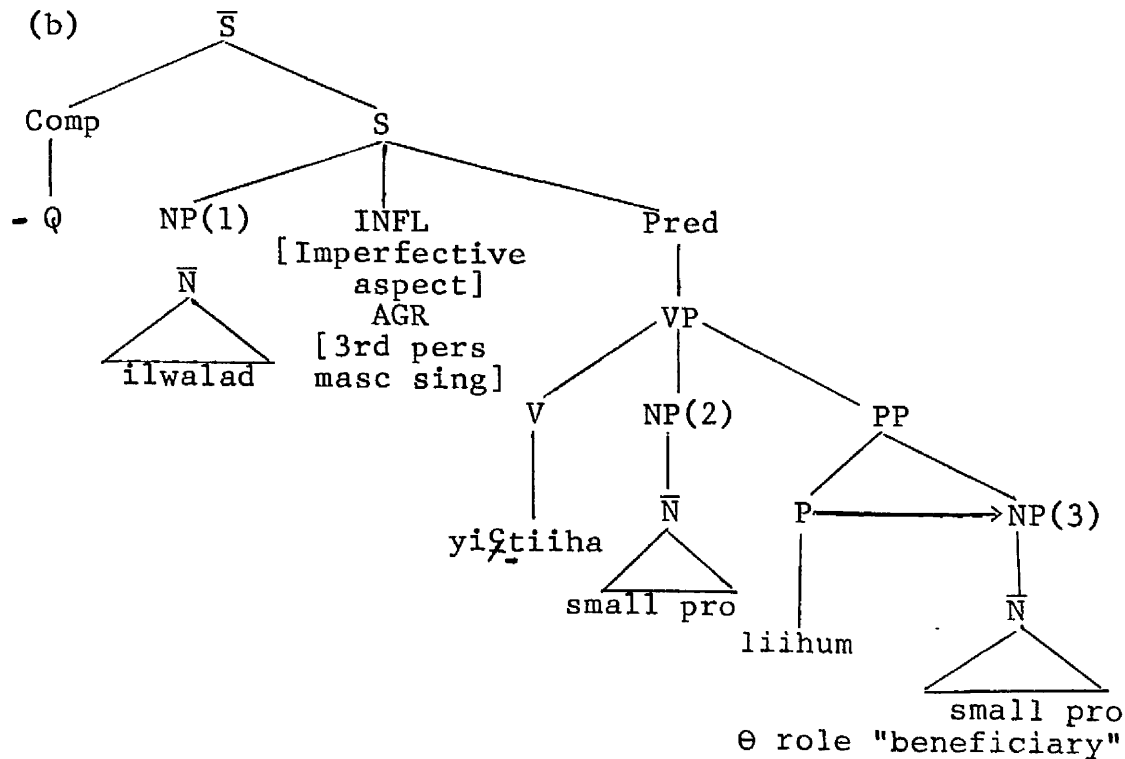 (b) S̅
Comp S
- Q NP(1) INFL Pred
[Imperfective
aspect]
N̅ AGR VP
ilwalad [3rd pers
masc sing]
V NP(2) PP
N̅ P NP(3)
small pro N̅
liihum
small pro
Θ role "beneficiary"